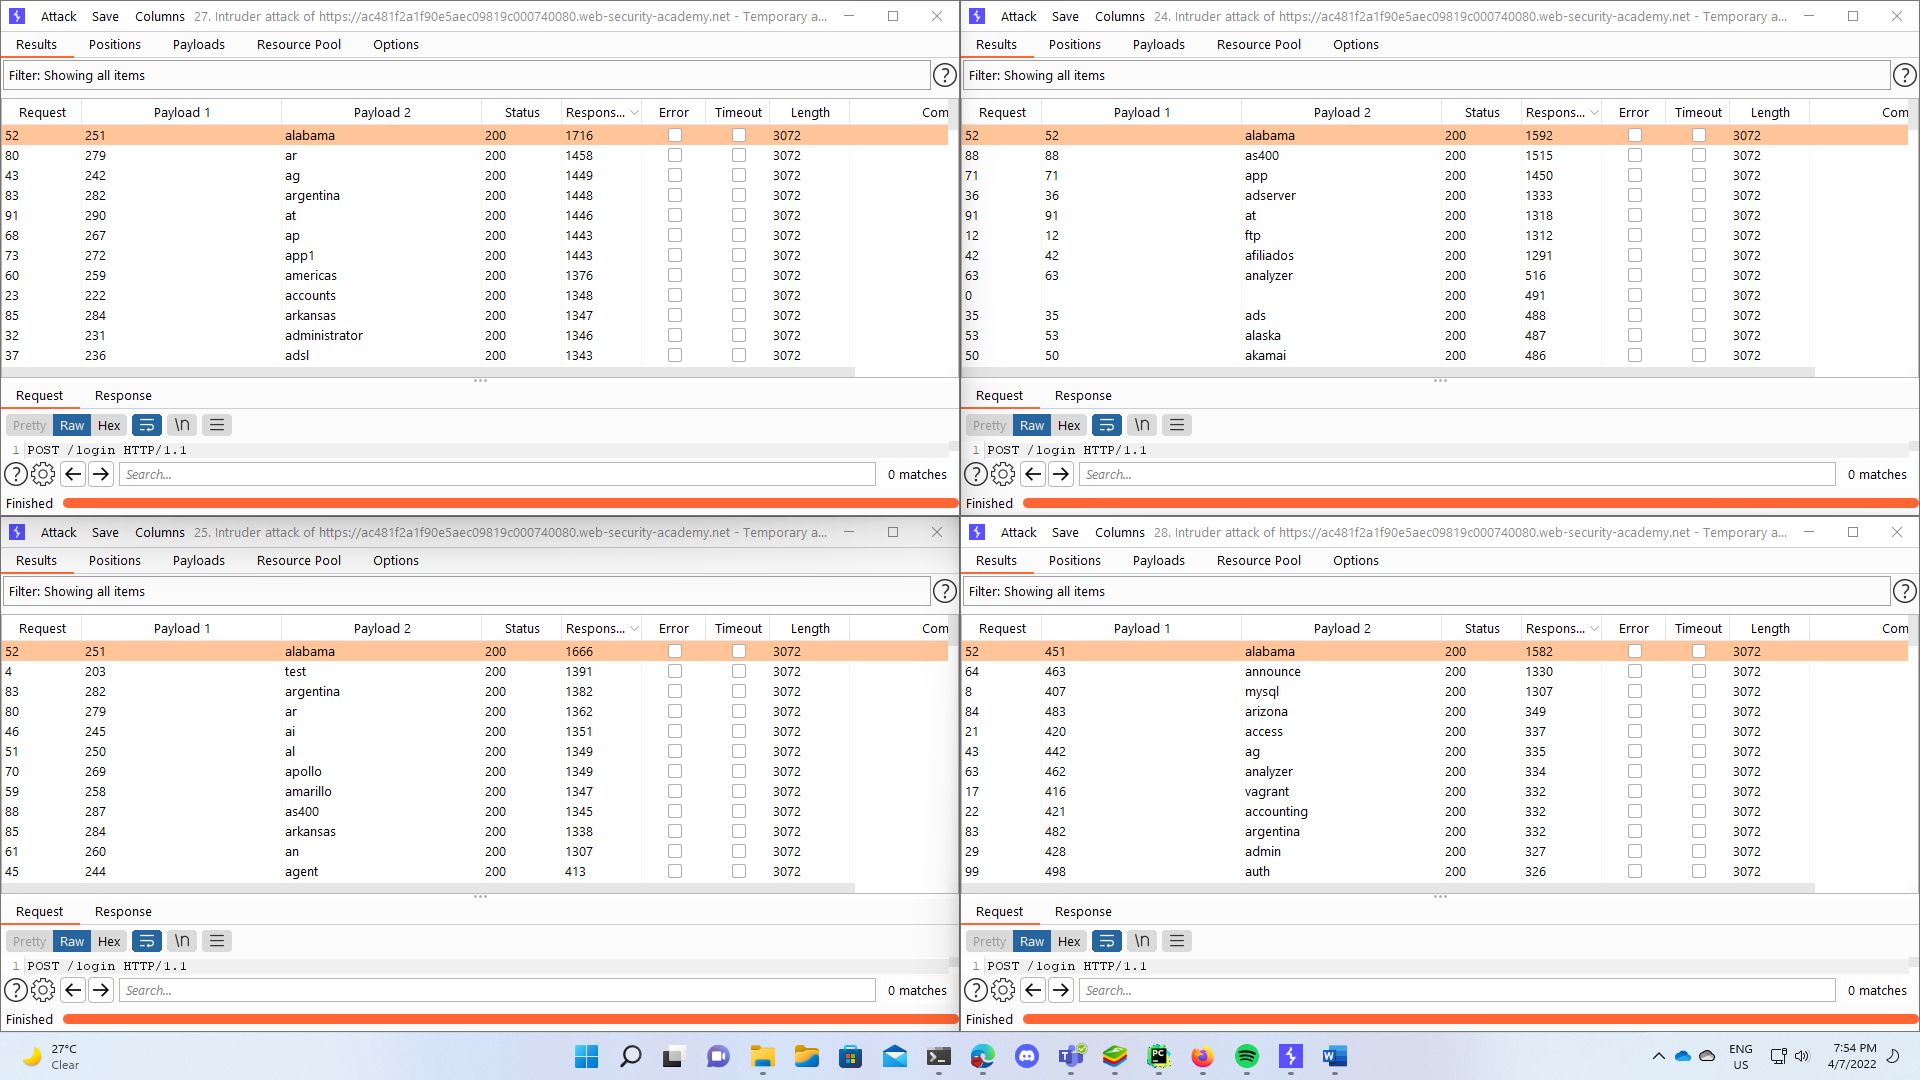 Attack Save Columns 27. Intruder attack of https://ac481f2a1f90e5aec09819c000740080.web-security-academy.net - Temporary a...
Results Positions Payloads Resource Pool Options
Filter: Showing all items
?
Request Payload 1 Payload 2 Status Respons... Error Timeout Length Com
52 251 alabama 200 1716 3072
80 279 ar 200 1458 3072
43 242 ag 200 1449 3072
83 282 argentina 200 1448 3072
91 290 at 200 1446 3072
68 267 ap 200 1443 3072
73 272 app1 200 1443 3072
60 259 americas 200 1376 3072
23 222 accounts 200 1348 3072
85 284 arkansas 200 1347 3072
32 231 administrator 200 1346 3072
37 236 adsl 200 1343 3072
Request Response
Pretty Raw Hex \n
1 POST /login HTTP/1.1
? Search... 0 matches
Finished
Attack Save Columns 24. Intruder attack of https://ac481f2a1f90e5aec09819c000740080.web-security-academy.net - Temporary a...
Results Positions Payloads Resource Pool Options
Filter: Showing all items
?
Request Payload 1 Payload 2 Status Respons... Error Timeout Length Com
52 52 alabama 200 1592 3072
88 88 as400 200 1515 3072
71 71 app 200 1450 3072
36 36 adserver 200 1333 3072
91 91 at 200 1318 3072
12 12 ftp 200 1312 3072
42 42 afiliados 200 1291 3072
63 63 analyzer 200 516 3072
0 200 491 3072
35 35 ads 200 488 3072
53 53 alaska 200 487 3072
50 50 akamai 200 486 3072
Request Response
Pretty Raw Hex \n
1 POST /login HTTP/1.1
? Search... 0 matches
Finished
Attack Save Columns 25. Intruder attack of https://ac481f2a1f90e5aec09819c000740080.web-security-academy.net - Temporary a...
Results Positions Payloads Resource Pool Options
Filter: Showing all items
?
Request Payload 1 Payload 2 Status Respons... Error Timeout Length Com
52 251 alabama 200 1666 3072
4 203 test 200 1391 3072
83 282 argentina 200 1382 3072
80 279 ar 200 1362 3072
46 245 ai 200 1351 3072
51 250 al 200 1349 3072
70 269 apollo 200 1349 3072
59 258 amarillo 200 1347 3072
88 287 as400 200 1345 3072
85 284 arkansas 200 1338 3072
61 260 an 200 1307 3072
45 244 agent 200 413 3072
Request Response
Pretty Raw Hex \n
1 POST /login HTTP/1.1
? Search... 0 matches
Finished
Attack Save Columns 28. Intruder attack of https://ac481f2a1f90e5aec09819c000740080.web-security-academy.net - Temporary a...
Results Positions Payloads Resource Pool Options
Filter: Showing all items
?
Request Payload 1 Payload 2 Status Respons... Error Timeout Length Com
52 451 alabama 200 1582 3072
64 463 announce 200 1330 3072
8 407 mysql 200 1307 3072
84 483 arizona 200 349 3072
21 420 access 200 337 3072
43 442 ag 200 335 3072
63 462 analyzer 200 334 3072
17 416 vagrant 200 332 3072
22 421 accounting 200 332 3072
83 482 argentina 200 332 3072
29 428 admin 200 327 3072
99 498 auth 200 326 3072
Request Response
Pretty Raw Hex \n
1 POST /login HTTP/1.1
? Search... 0 matches
Finished
27°C
Clear
PC
W
ENG
US
7:54 PM
4/7/2022